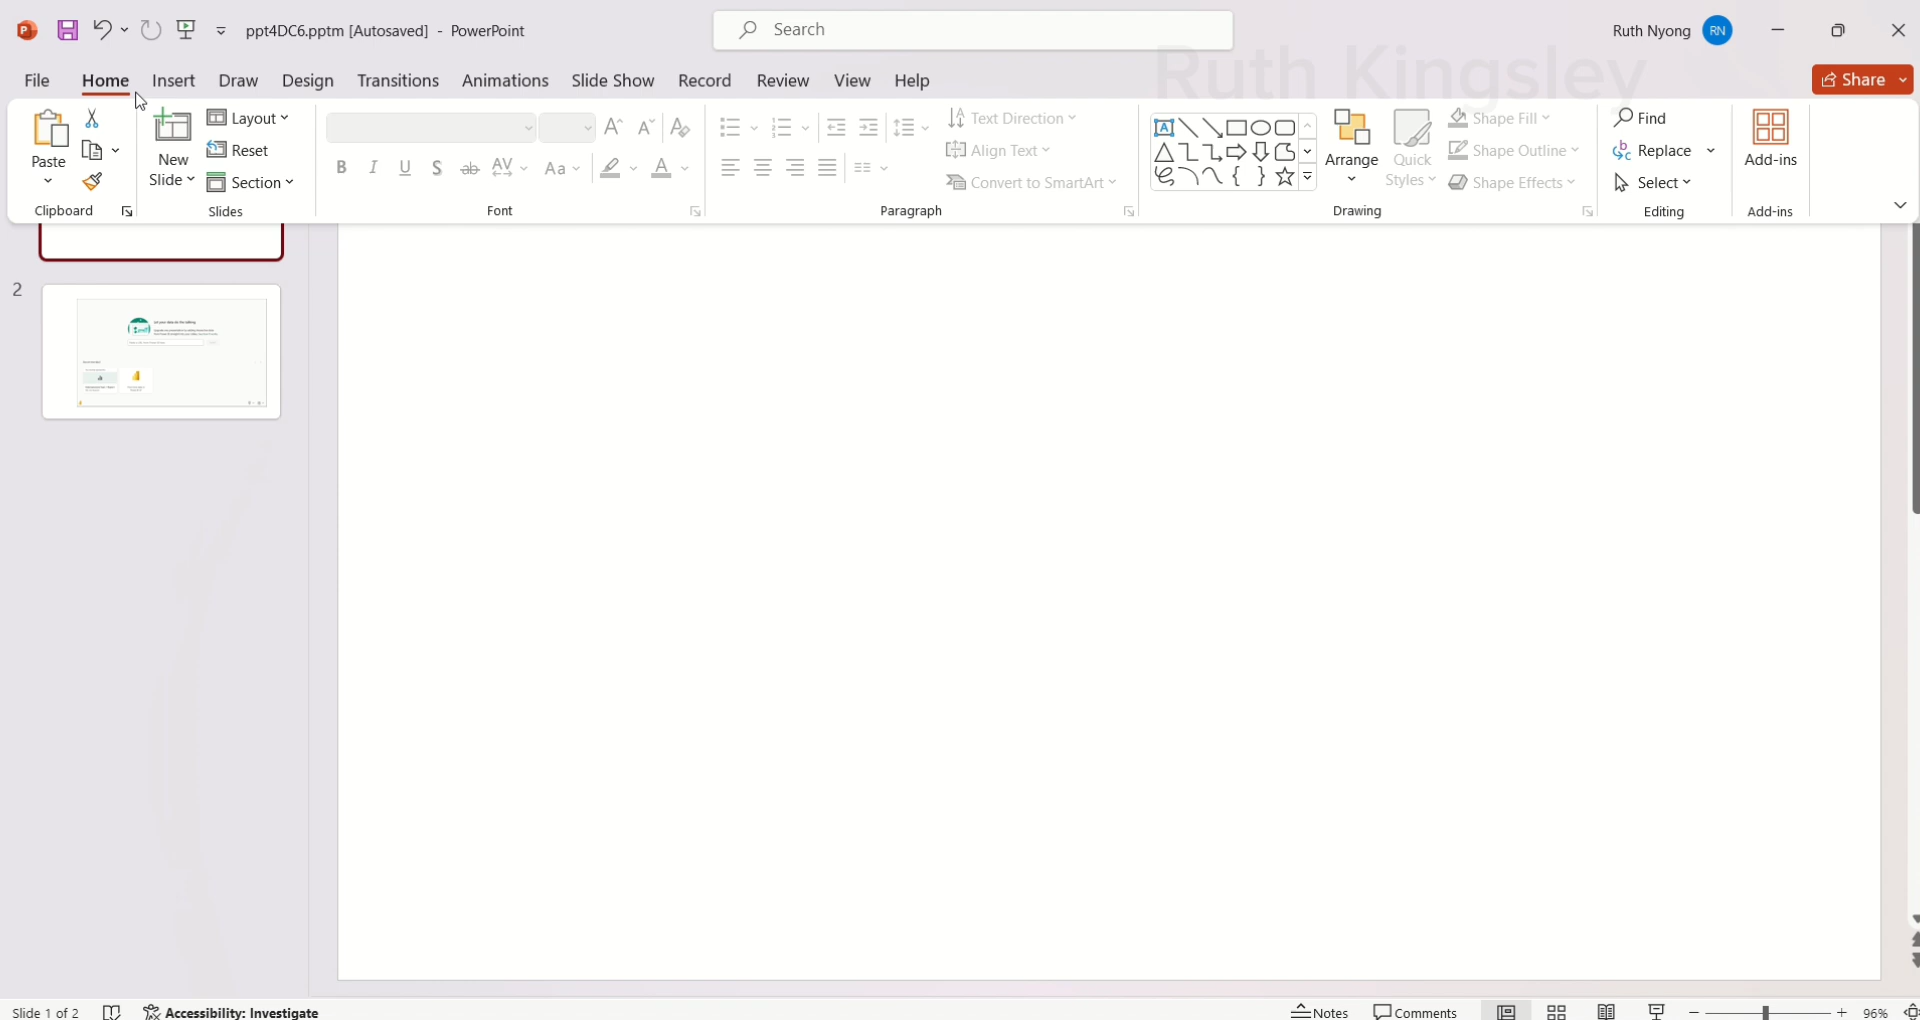 ppt4DC6.pptm [Autosaved] - PowerPoint
Search
Ruth Nyong
RN
Ruth Kingsley
File Home Insert Draw Design Transitions Animations Slide Show Record Review View Help
Share
Paste
Clipboard
New
Slide
Layout
Reset
Section
Slides
B I U S ab AV Aa A
Font
Text Direction
Align Text
Convert to SmartArt
Paragraph
Arrange
Quick
Styles
Shape Fill
Shape Outline
Shape Effects
Drawing
Find
Replace
Select
Editing
Add-ins
Add-ins
2
Slide 1 of 2
Accessibility: Investigate
Notes
Comments
96%